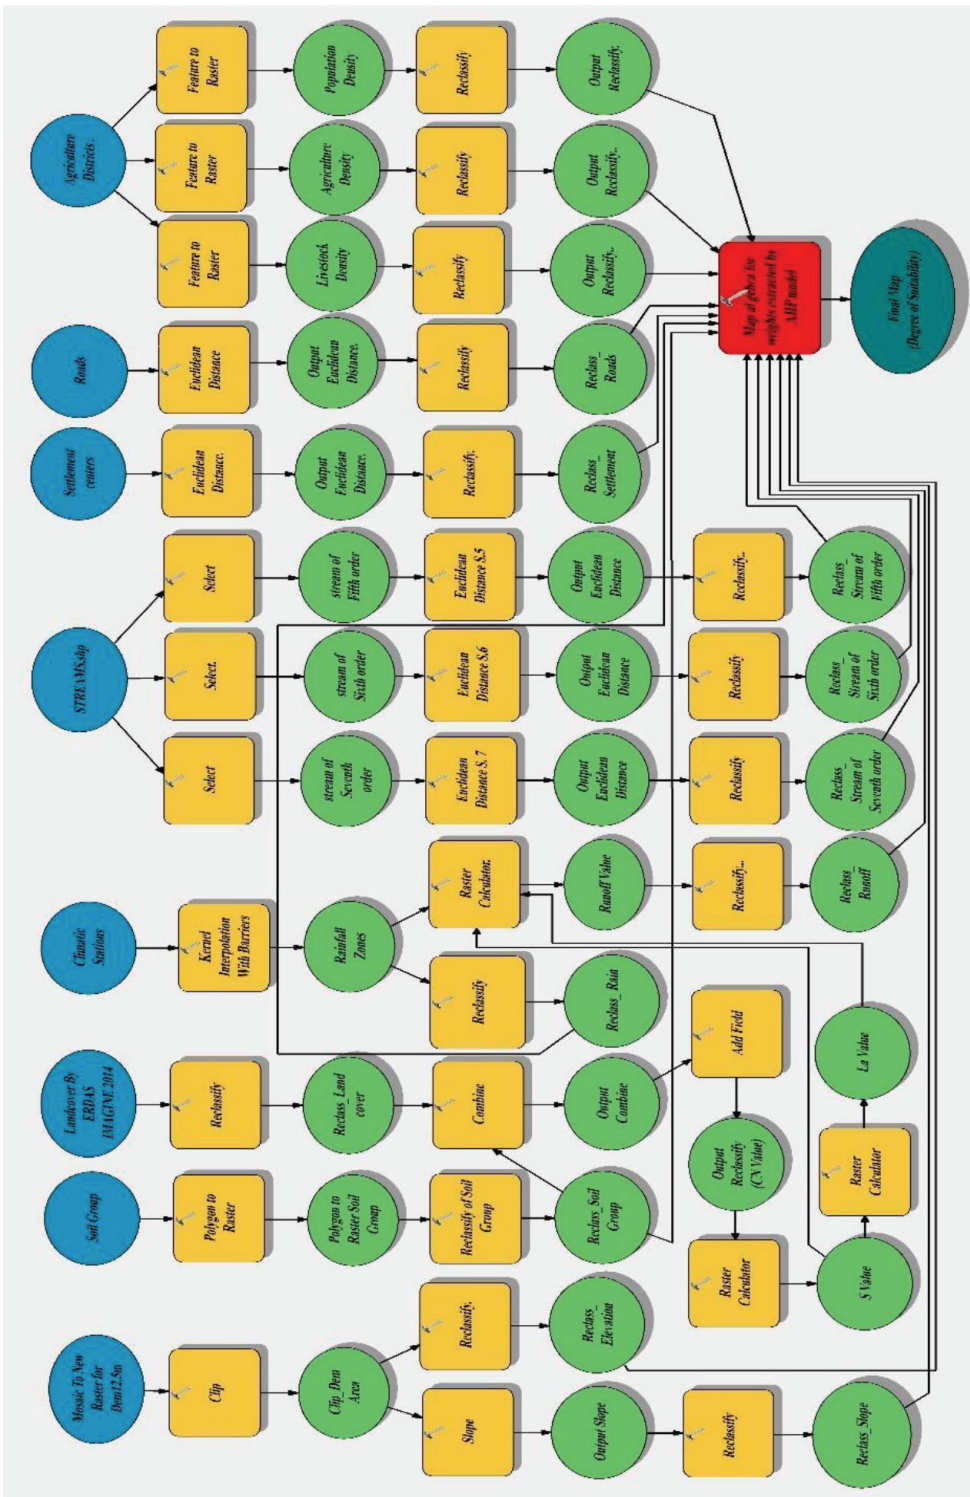 Agriculture
Districts .
Feature to
Raster
Population
Density
Reclassify
Output
Reclassify.
Feature to
Raster
Agriculture
Density
Reclassify
Output
Reclassify..
Feature to
Raster
Livestock
Density
Reclassify
Output
Reclassify..
Roads
Euclidean
Distance
Output
Euclidean
Distance.
Reclassify
Reclass_
Roads
Settlement
centers
Euclidean
Distance.
Output
Euclidean
Distance.
Reclassify.
Reclass_
Settlement
STREAMS.shp
Select
stream of
Fifth order
Euclidean
Distance S.5
Output
Euclidean
Distance
Reclassify..
Reclass_
Stream of
Fifth order
Select.
stream of
Sixth order
Euclidean
Distance S.6
Output
Euclidean
Distance
Reclassify
Reclass_
Stream of
Sixth order
Select
stream of
Seventh
order
Euclidean
Distance S. 7
Output
Euclidean
Distance
Reclassify
Reclass_
Stream of
Seventh order
Climatic
Stations
Kernel
Interpolation
With Barriers
Rainfall
Zones
Raster
Calculator.
Runoff Value
Reclassify...
Reclass_
Runoff
Reclassify
Reclass_ Rain
Landcover By
ERDAS
IMAGINE 2014
Reclassify
Reclass_Land
cover
Combine
Output
Combine
Add Field
Output
Reclassify
(CN Value)
Raster
Calculator
S Value
Raster
Calculator
La Value
Soil Group
Polygon to
Raster
Polygon to
Raster Soil
Group
Reclassify of Soil
Group
Reclass_Soil
Group
Mosaic To New
Raster for
Dem12.5m
Clip
Clip_Dem
Area
Reclassify.
Reclass_
Elevation
Slope
Output Slope
Reclassify
Reclass_Slope
Map algebra for
weights extracted by
AHP model
Final Map
(Degree of Suitability)